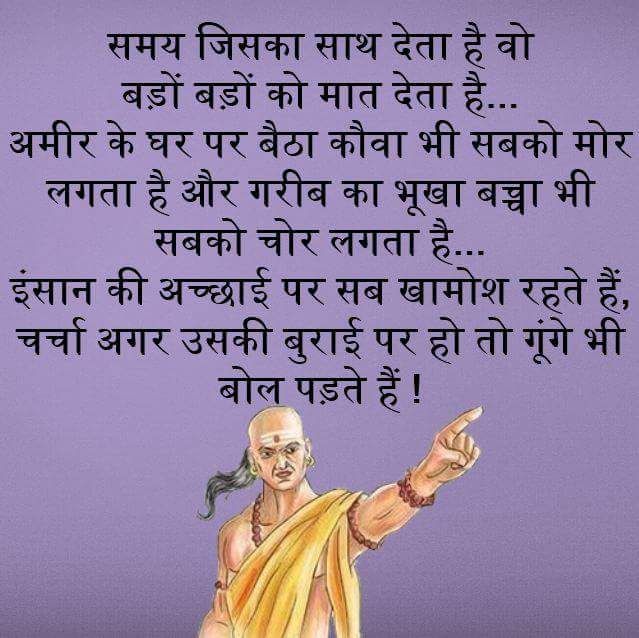 समय जिसका साथ देता है वो
बड़ों बड़ों को मात देता है...
अमीर के घर पर बैठा कौवा भी सबको मोर
लगता है और गरीब का भूखा बच्चा भी
सबको चोर लगता है...
इंसान की अच्छाई पर सब खामोश रहते हैं,
चर्चा अगर उसकी बुराई पर हो तो गूंगे भी
बोल पड़ते हैं !